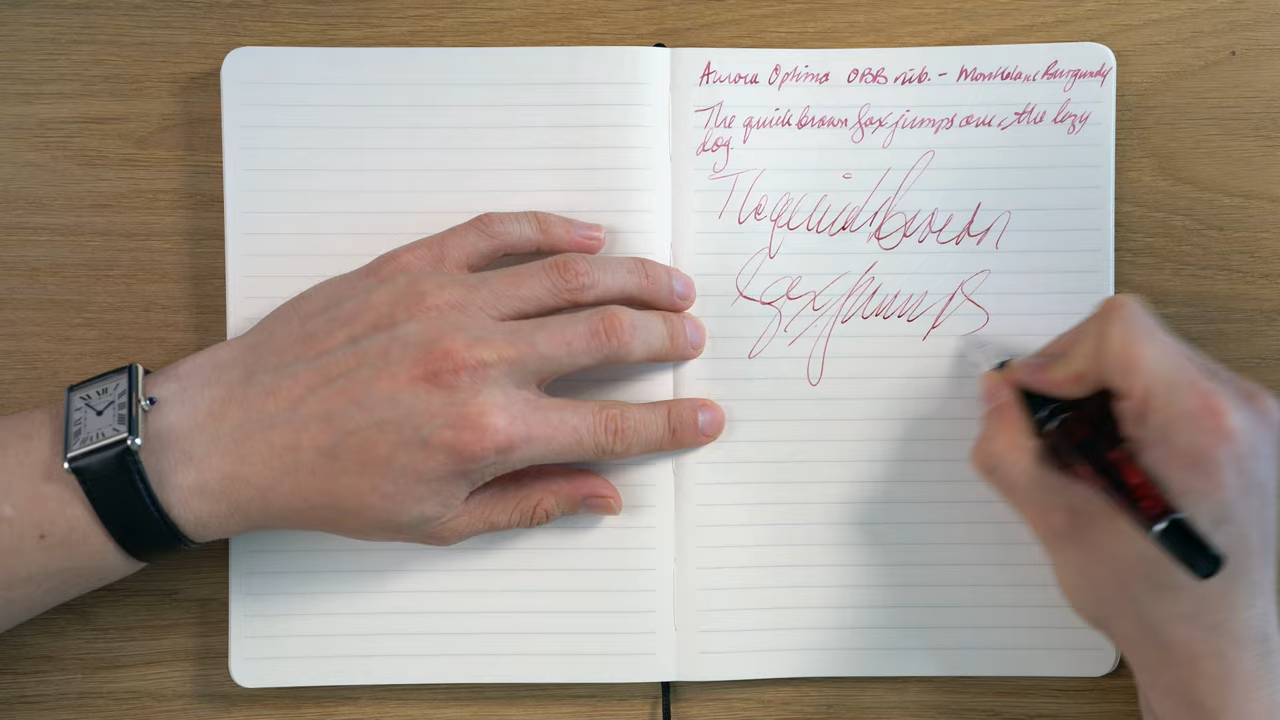 Aurora Optima OBB nib. - Montblanc Burgundy
The quick brown fox jumps over the lazy
dog.
The quick brown
fox jumps